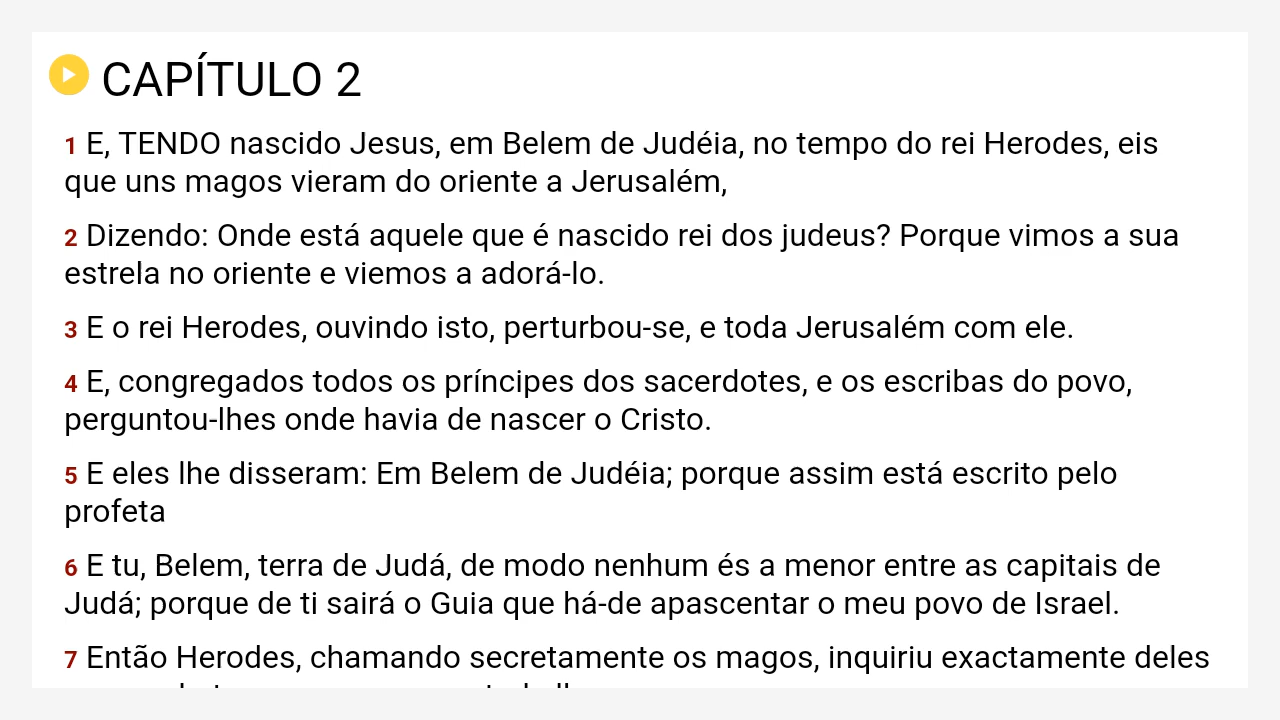 CAPÍTULO 2
1 E, TENDO nascido Jesus, em Belem de Judéia, no tempo do rei Herodes, eis
que uns magos vieram do oriente a Jerusalém,
2 Dizendo: Onde está aquele que é nascido rei dos judeus? Porque vimos a sua
estrela no oriente e viemos a adorá-lo.
3 E o rei Herodes, ouvindo isto, perturbou-se, e toda Jerusalém com ele.
4 E, congregados todos os príncipes dos sacerdotes, e os escribas do povo,
perguntou-lhes onde havia de nascer o Cristo.
5 E eles lhe disseram: Em Belem de Judéia; porque assim está escrito pelo
profeta
6 E tu, Belem, terra de Judá, de modo nenhum és a menor entre as capitais de
Judá; porque de ti sairá o Guia que há-de apascentar o meu povo de Israel.
7 Então Herodes, chamando secretamente os magos, inquiriu exactamente deles